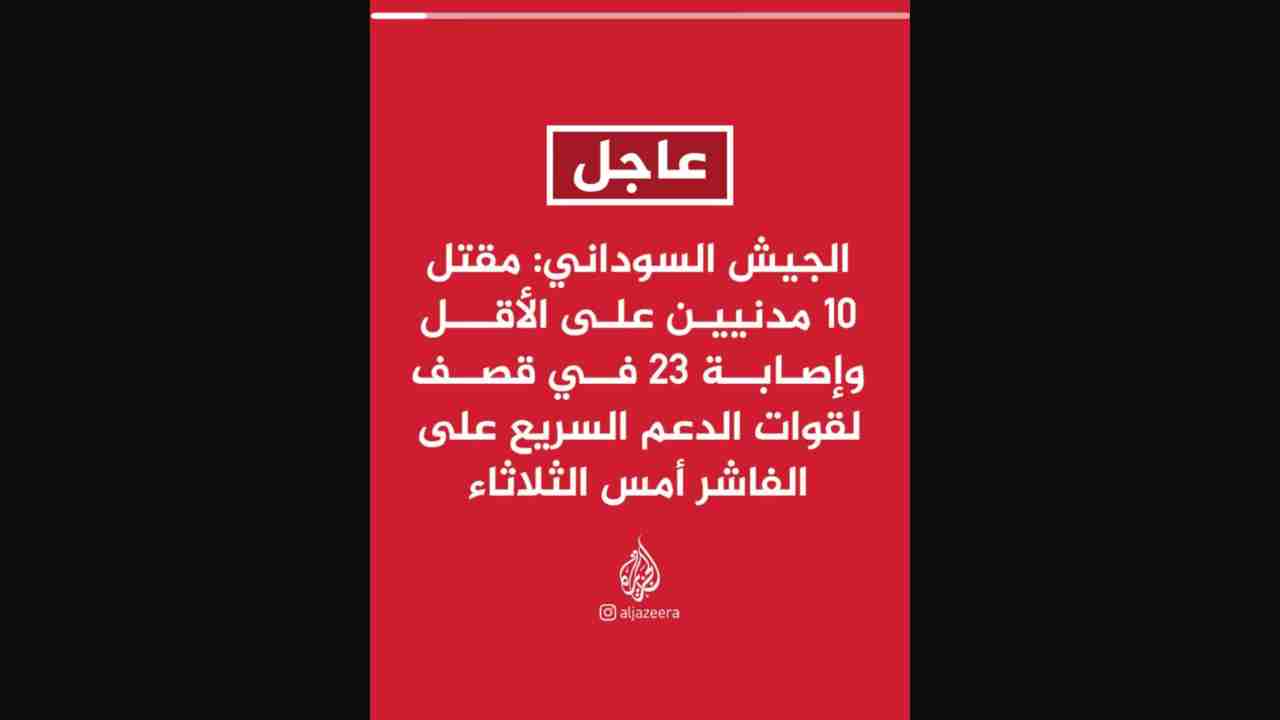 عاجل
الجيش السوداني: مقتل
10 مدنيين على الأقل
وإصابة 23 في قصف
لقوات الدعم السريع على
الفاشر أمس الثلاثاء
الجزيرة
aljazeera